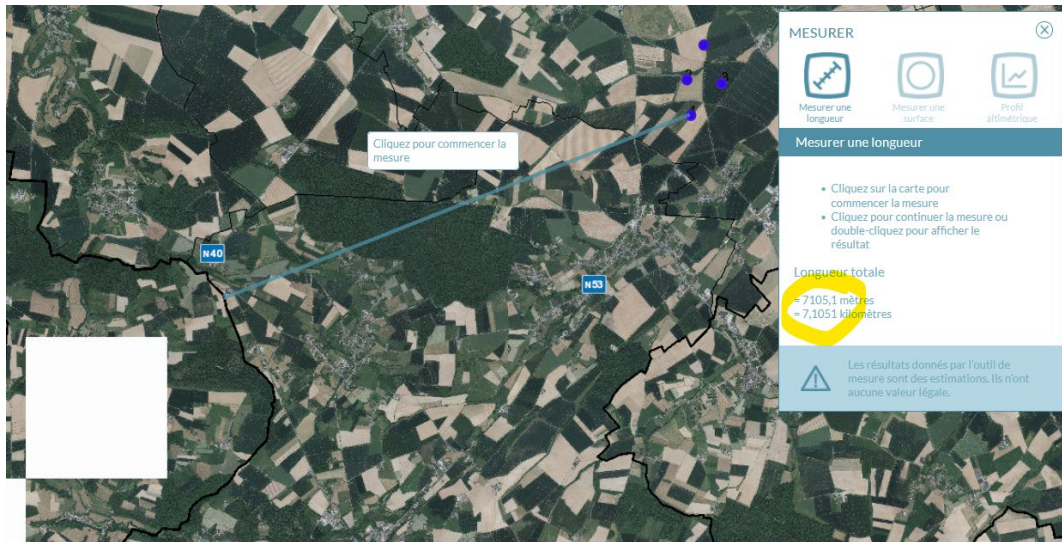 MESURER
Mesurer une
longueur
Mesurer une
surface
Profil
altimétrique
Mesurer une longueur
• Cliquez sur la carte pour
commencer la mesure
• Cliquez pour continuer la mesure ou
double-cliquez pour afficher le
résultat
Longueur totale
= 7105,1 mètres
= 7,1051 kilomètres
Les résultats donnés par l'outil de
mesure sont des estimations. Ils n'ont
aucune valeur légale.
Cliquez pour commencer la
mesure
2
3
4
N40
N53